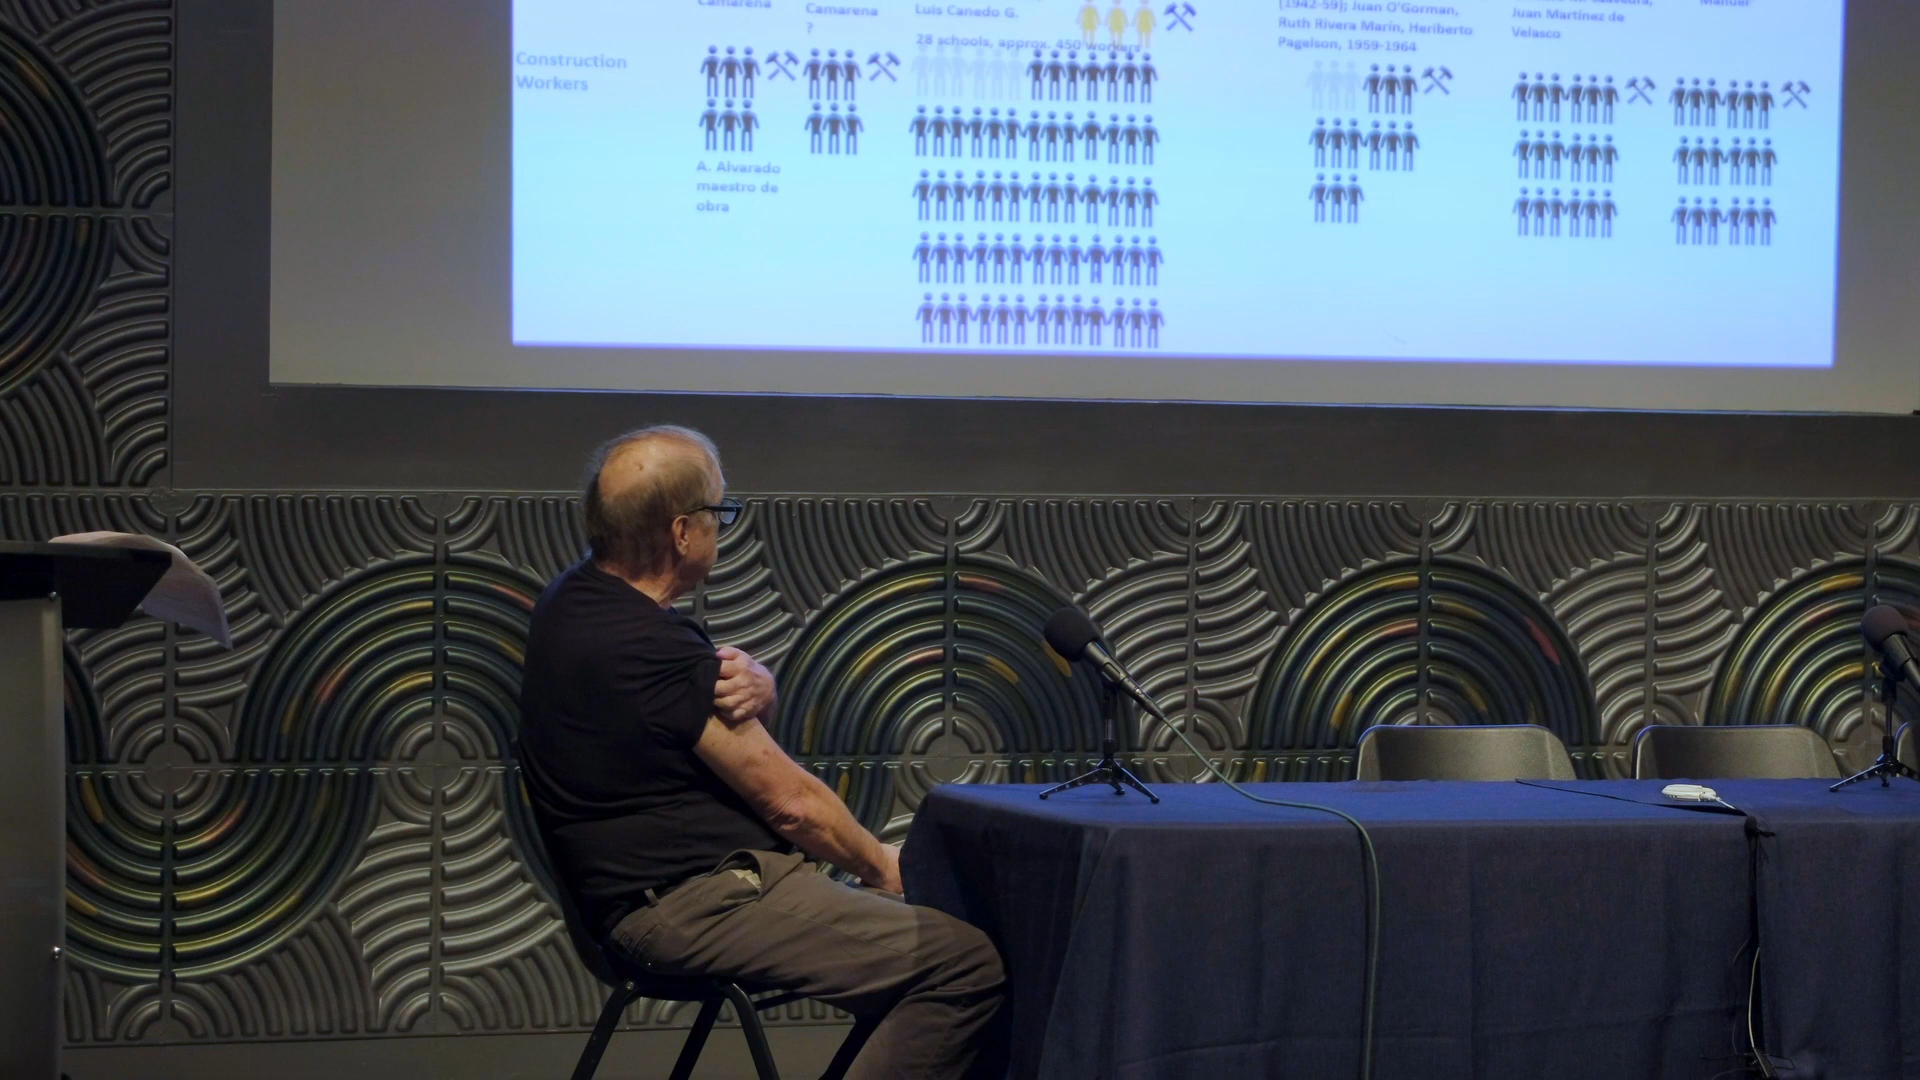 Camarena
Camarena
?
Luis Canedo G.
28 schools, approx. 450 workers
(1942-59); Juan O'Gorman,
Ruth Rivera Marín, Heriberto
Pagelson, 1959-1964
Juan Martínez de
Velasco
Manuel
Construction
Workers
A. Alvarado
maestro de
obra